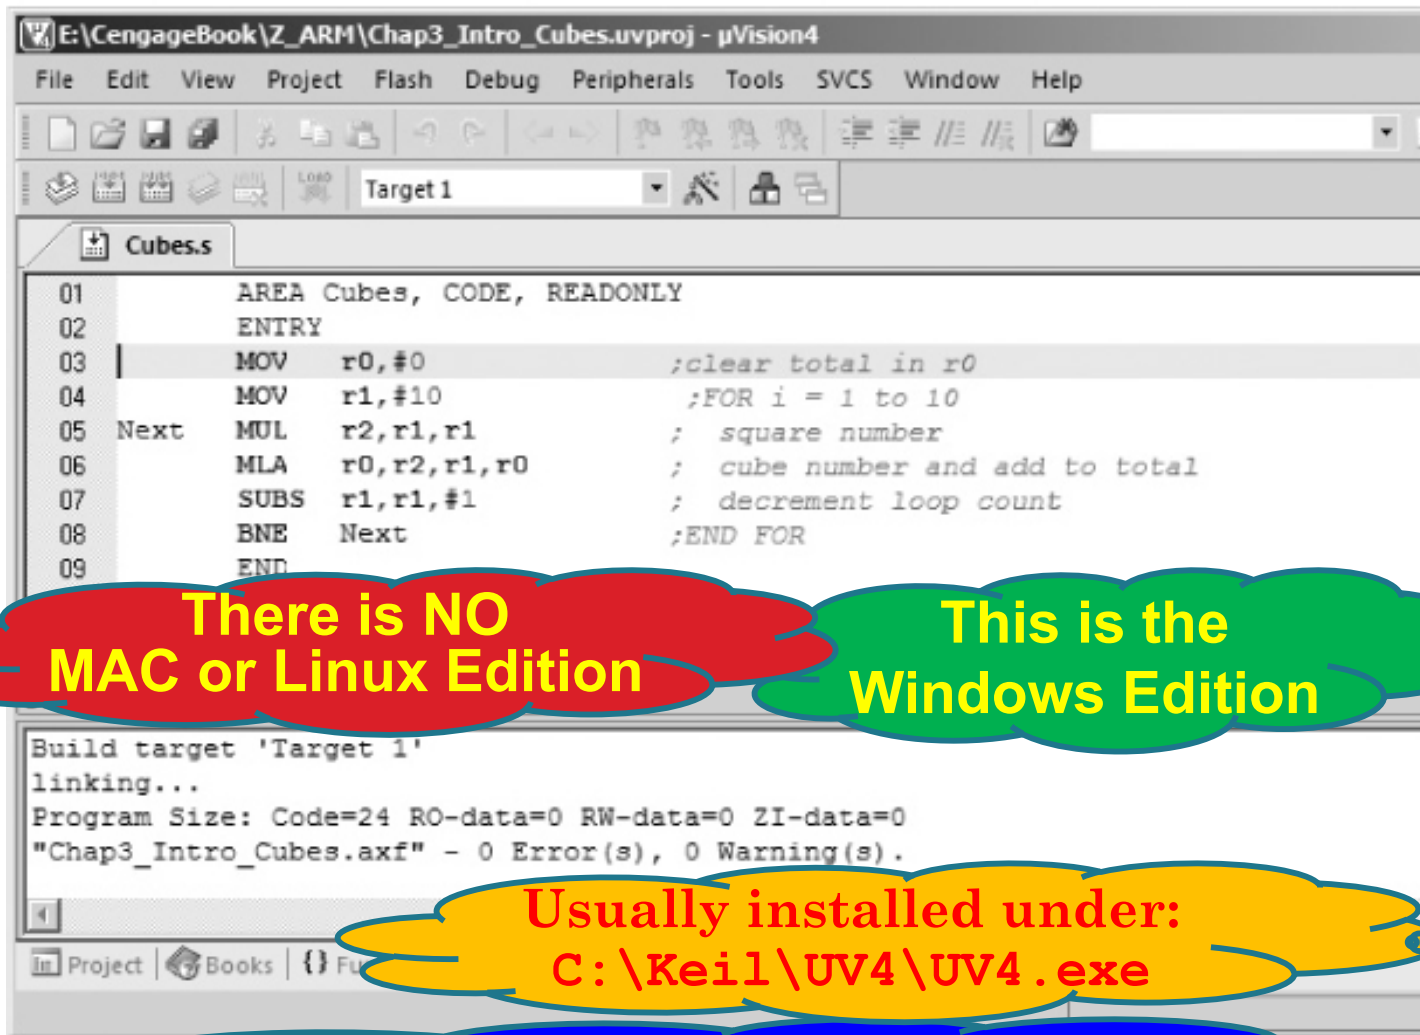 E:\CengageBook\Z_ARM\Chap3_Intro_Cubes.uvproj - µVision4
File Edit View Project Flash Debug Peripherals Tools SVCS Window Help
Target 1
Cubes.s
01 AREA Cubes, CODE, READONLY
02 ENTRY
03 MOV r0,#0 ;clear total in r0
04 MOV r1,#10 ;FOR i = 1 to 10
05 Next MUL r2,r1,r1 ; square number
06 MLA r0,r2,r1,r0 ; cube number and add to total
07 SUBS r1,r1,#1 ; decrement loop count
08 BNE Next ;END FOR
09 END
There is NO
MAC or Linux Edition
This is the
Windows Edition
Build target 'Target 1'
linking...
Program Size: Code=24 RO-data=0 RW-data=0 ZI-data=0
"Chap3_Intro_Cubes.axf" - 0 Error(s), 0 Warning(s).
Usually installed under:
C:\Keil\UV4\UV4.exe
Project Books {} Fu